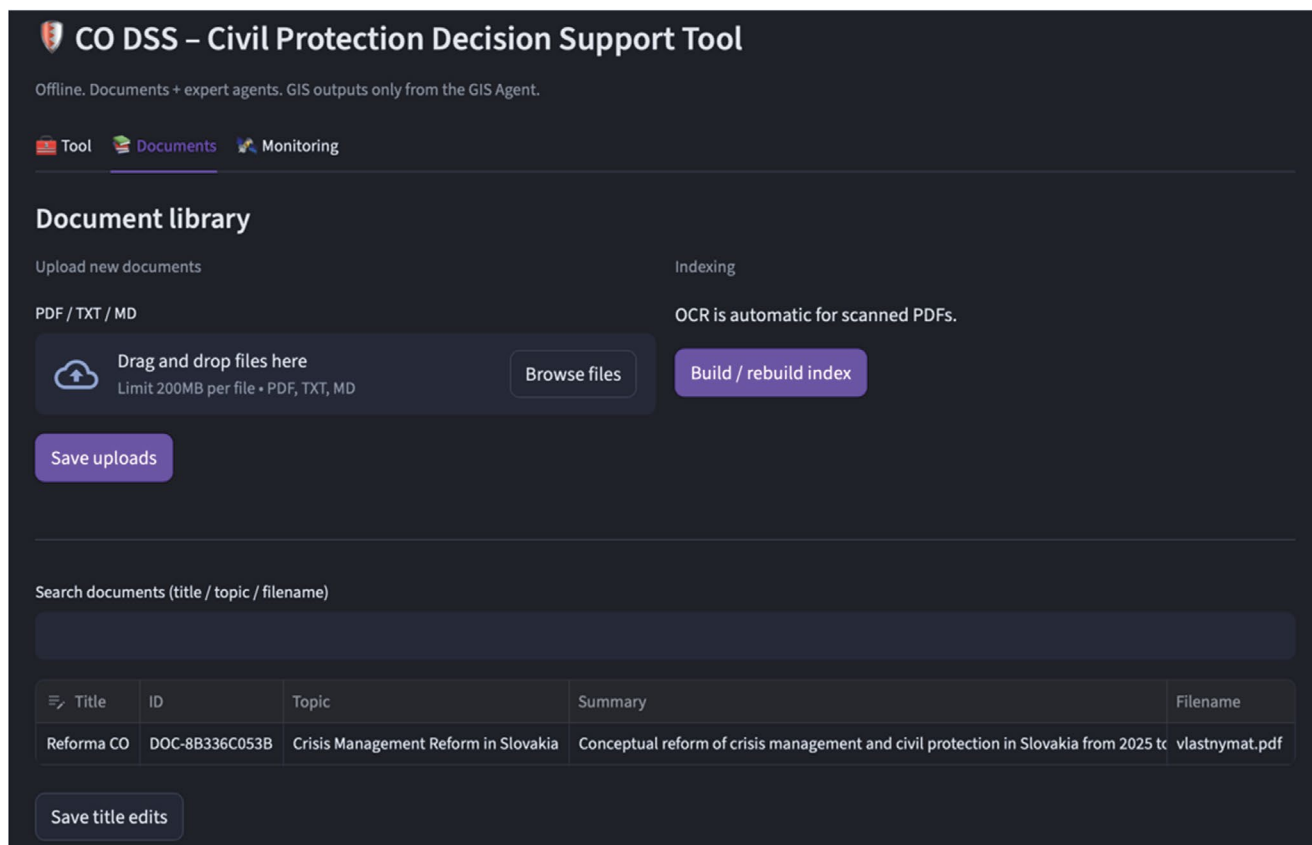 CO DSS – Civil Protection Decision Support Tool
Offline. Documents + expert agents. GIS outputs only from the GIS Agent.
Tool Documents Monitoring
Document library
Upload new documents
PDF / TXT / MD
Drag and drop files here
Limit 200MB per file • PDF, TXT, MD
Browse files
Save uploads
Indexing
OCR is automatic for scanned PDFs.
Build / rebuild index
Search documents (title / topic / filename)
Title ID Topic Summary Filename
Reforma CO DOC-8B336C053B Crisis Management Reform in Slovakia Conceptual reform of crisis management and civil protection in Slovakia from 2025 to vlastnymat.pdf
Save title edits